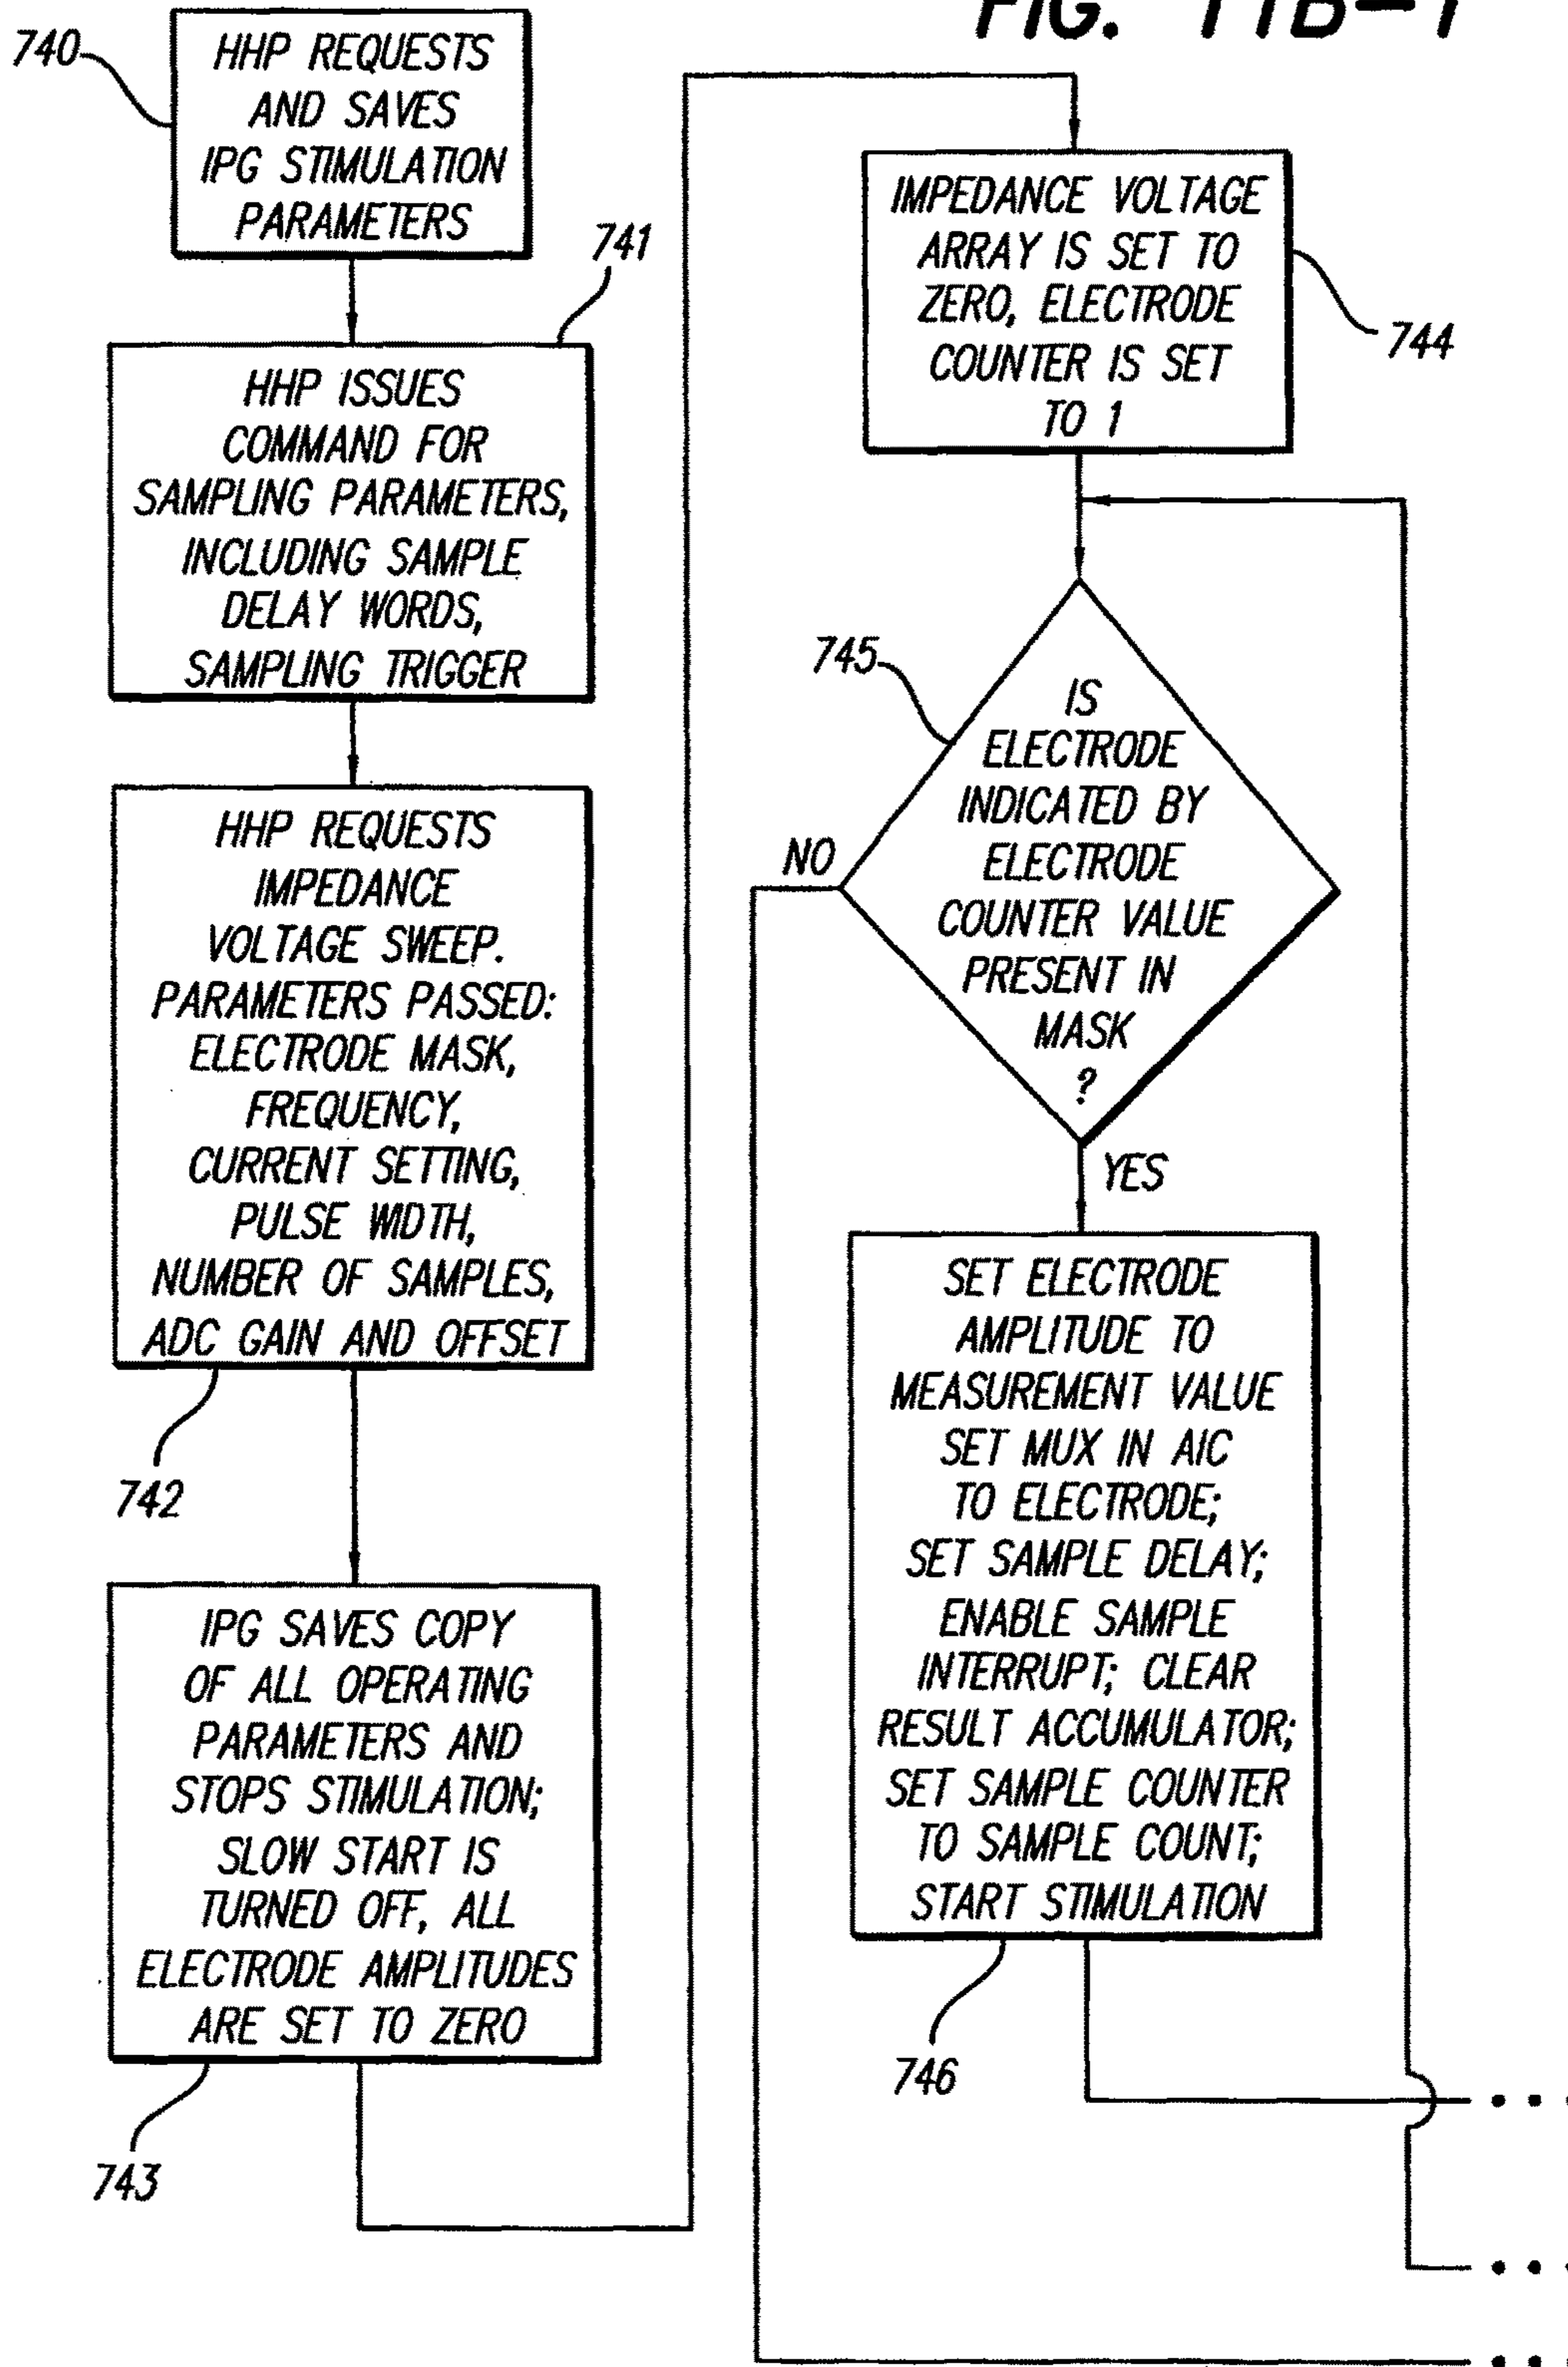 FIG. 11B-1
740
HHP REQUESTS
AND SAVES
IPG STIMULATION
PARAMETERS
741
HHP ISSUES
COMMAND FOR
SAMPLING PARAMETERS,
INCLUDING SAMPLE
DELAY WORDS,
SAMPLING TRIGGER
HHP REQUESTS
IMPEDANCE
VOLTAGE SWEEP.
PARAMETERS PASSED:
ELECTRODE MASK,
FREQUENCY,
CURRENT SETTING,
PULSE WIDTH,
NUMBER OF SAMPLES,
ADC GAIN AND OFFSET
742
IPG SAVES COPY
OF ALL OPERATING
PARAMETERS AND
STOPS STIMULATION;
SLOW START IS
TURNED OFF, ALL
ELECTRODE AMPLITUDES
ARE SET TO ZERO
743
IMPEDANCE VOLTAGE
ARRAY IS SET TO
ZERO, ELECTRODE
COUNTER IS SET
TO 1
744
745
IS
ELECTRODE
INDICATED BY
ELECTRODE
COUNTER VALUE
PRESENT IN
MASK
?
NO
YES
SET ELECTRODE
AMPLITUDE TO
MEASUREMENT VALUE
SET MUX IN AIC
TO ELECTRODE;
SET SAMPLE DELAY;
ENABLE SAMPLE
INTERRUPT; CLEAR
RESULT ACCUMULATOR;
SET SAMPLE COUNTER
TO SAMPLE COUNT;
START STIMULATION
746